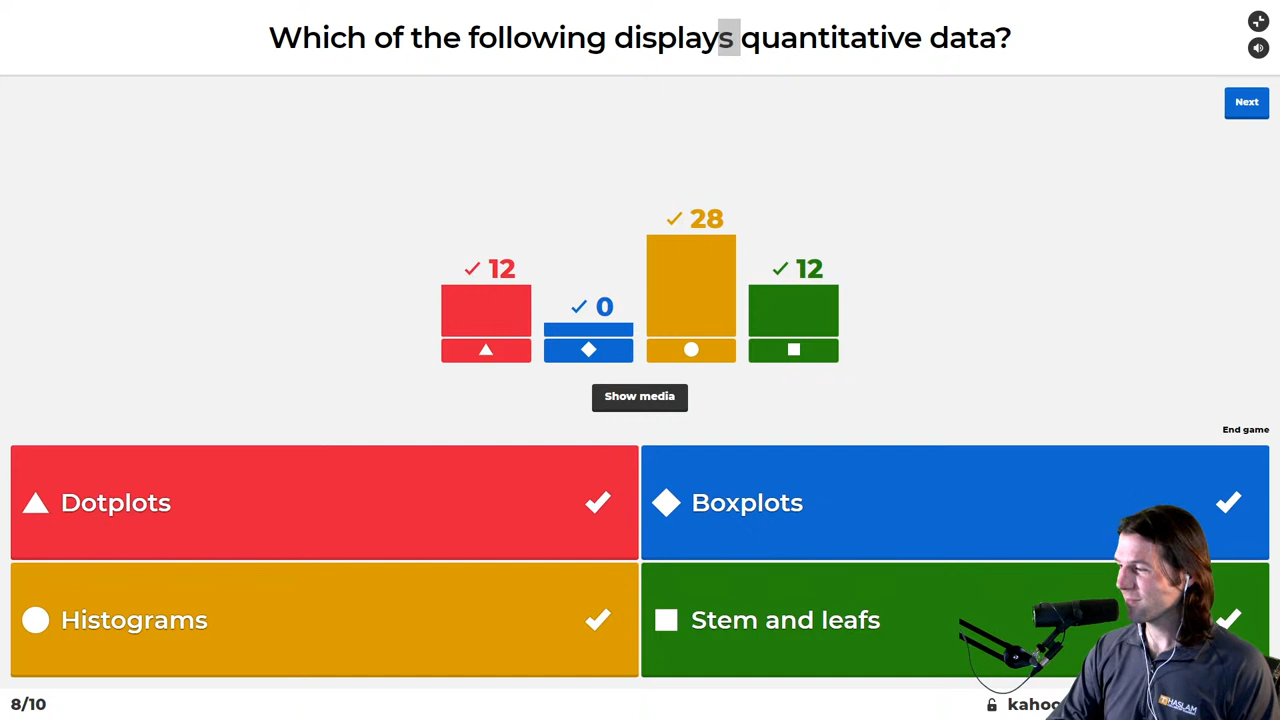 Which of the following displays quantitative data?
Next
12
0
28
12
Show media
End game
Dotplots
Boxplots
Histograms
Stem and leafs
8/10
HASLAM